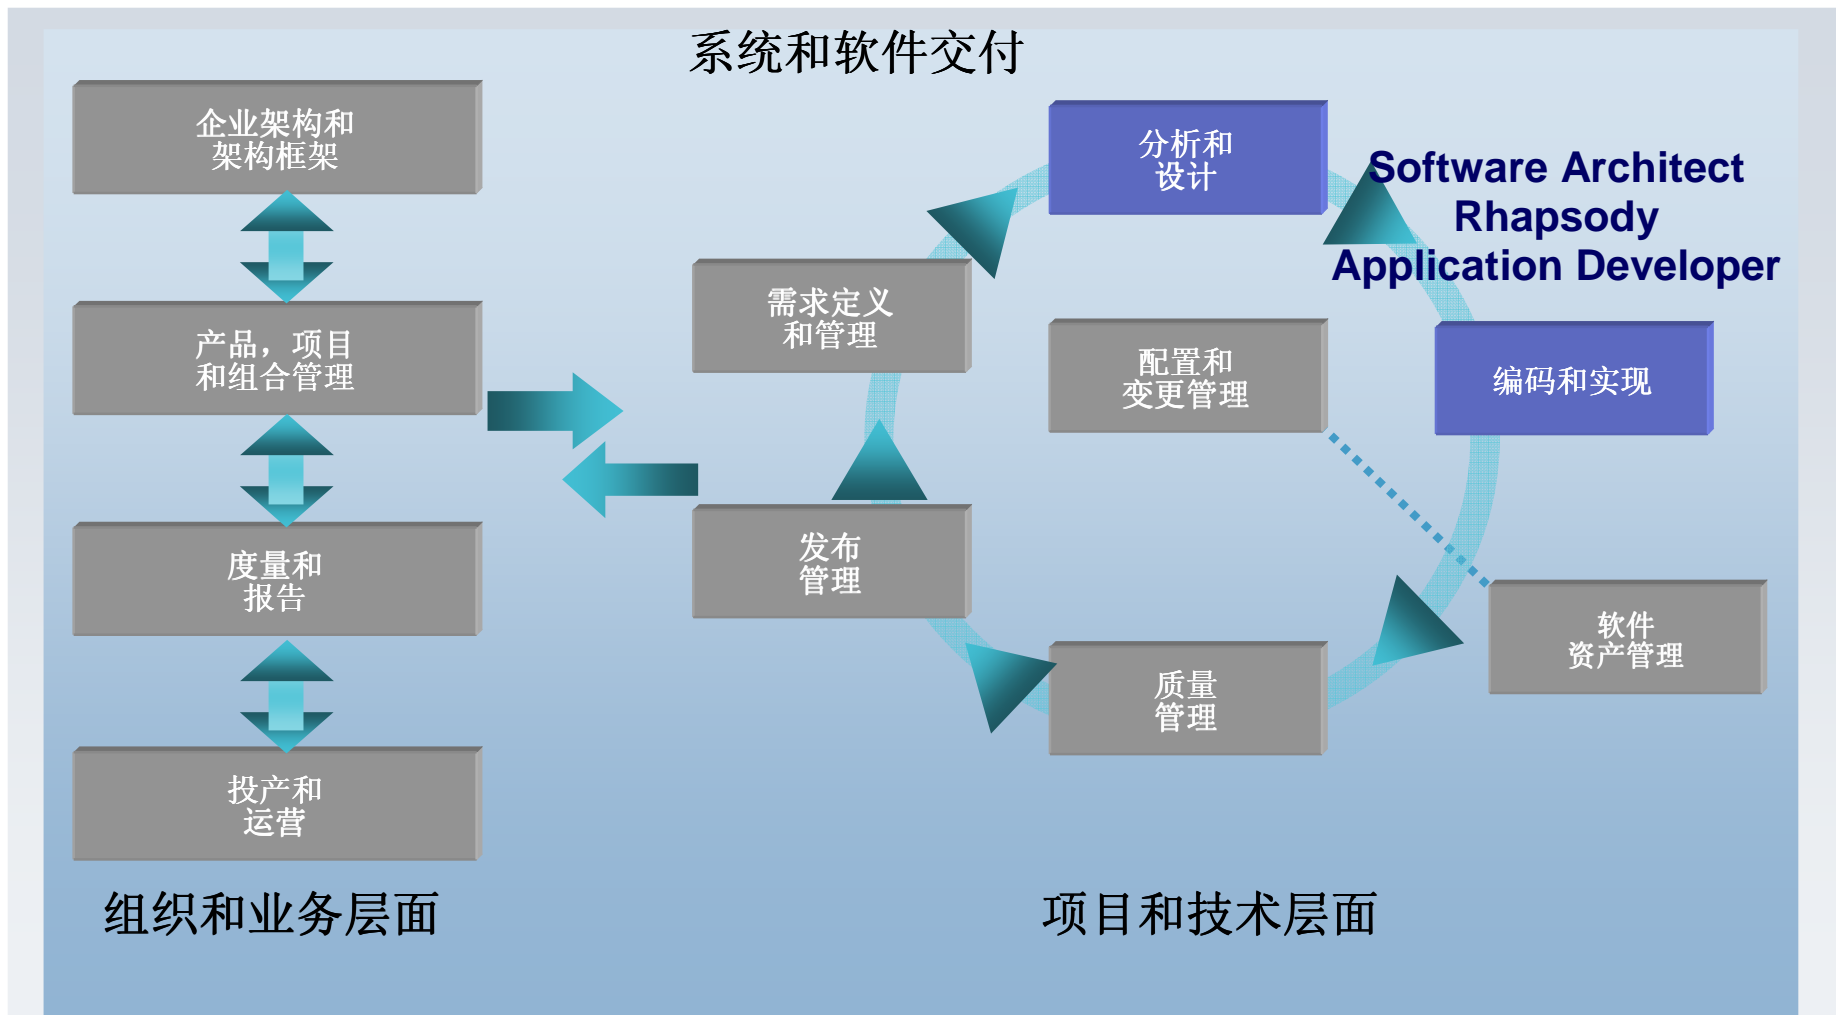 系统和软件交付
企业架构和
架构框架
产品，项目
和组合管理
度量和
报告
投产和
运营
组织和业务层面
分析和
设计
Software Architect
Rhapsody
Application Developer
需求定义
和管理
配置和
变更管理
编码和实现
发布
管理
质量
管理
软件
资产管理
项目和技术层面